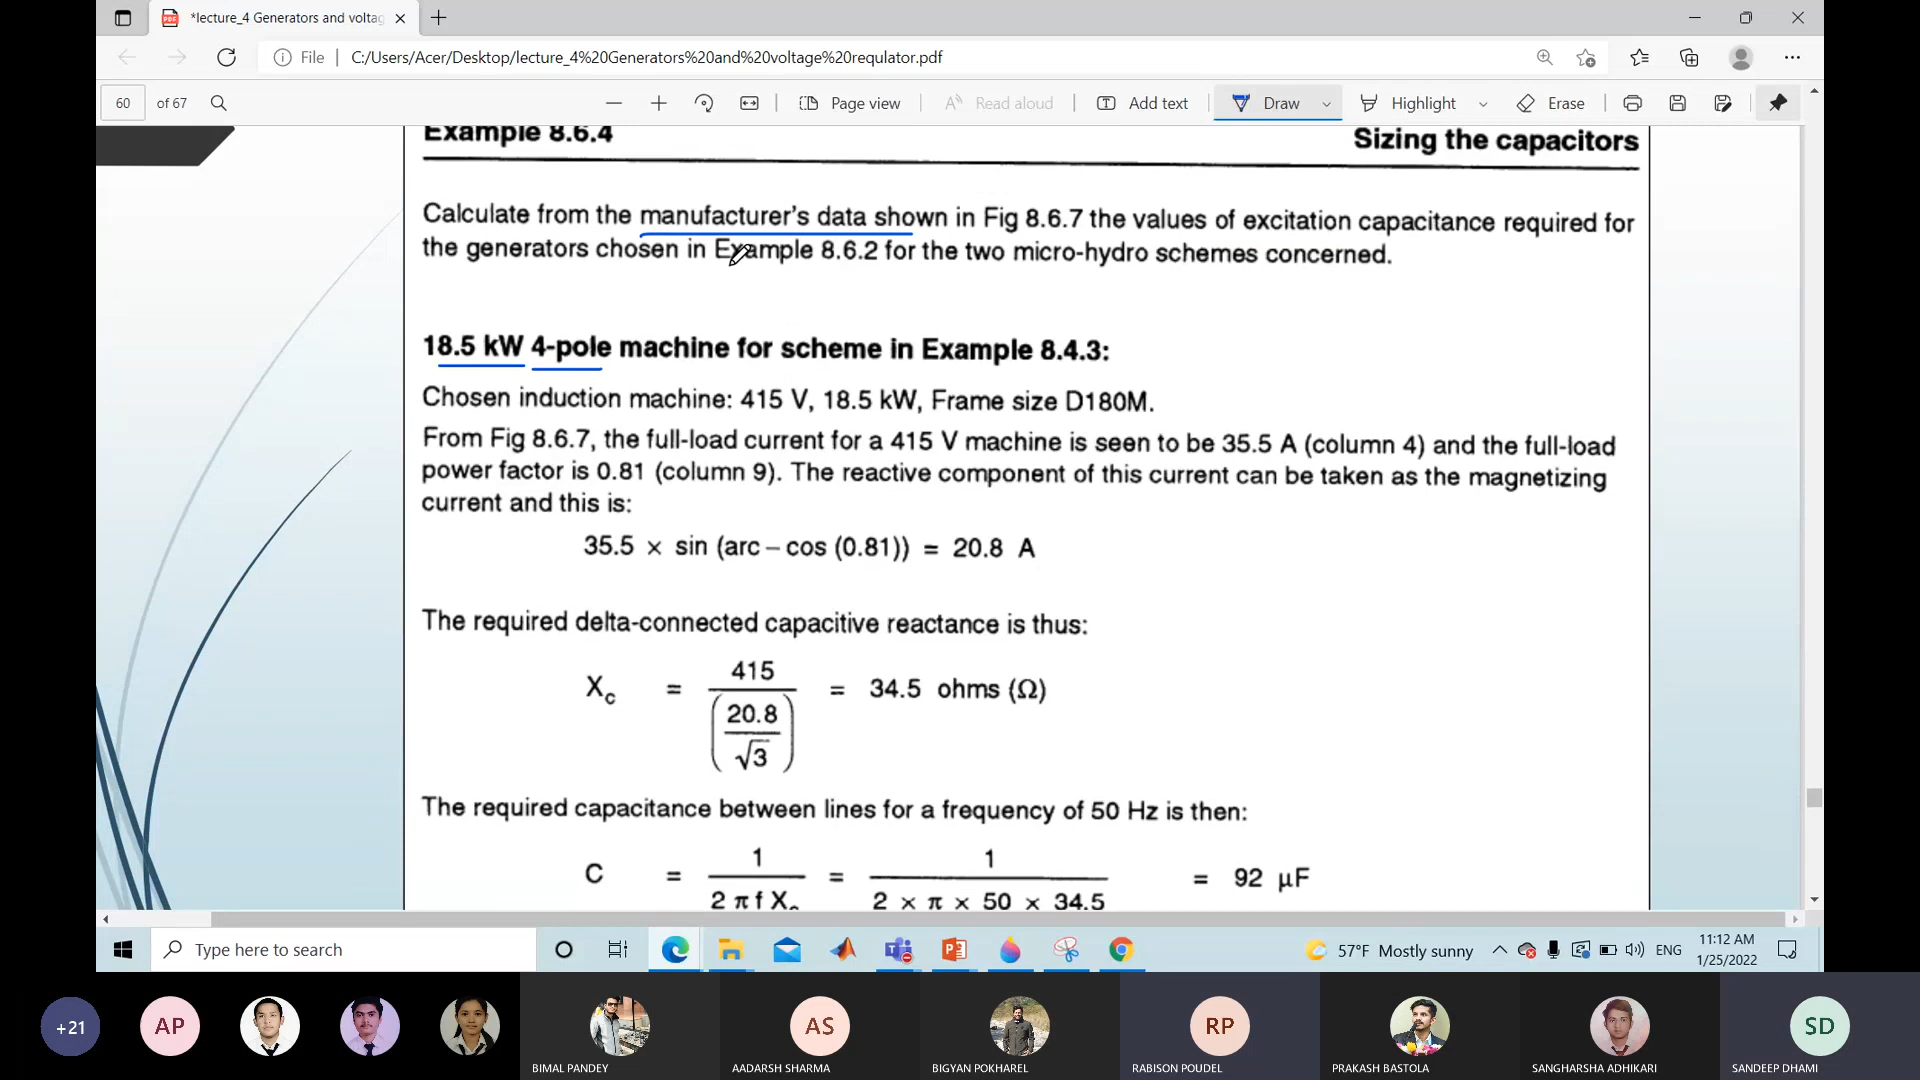 *lecture_4 Generators and voltag
File C:/Users/Acer/Desktop/lecture_4%20Generators%20and%20voltage%20requlator.pdf
60 of 67 Page view Read aloud Add text Draw Highlight Erase
Example 8.6.4 Sizing the capacitors
Calculate from the manufacturer's data shown in Fig 8.6.7 the values of excitation capacitance required for
the generators chosen in Example 8.6.2 for the two micro-hydro schemes concerned.
18.5 kW 4-pole machine for scheme in Example 8.4.3:
Chosen induction machine: 415 V, 18.5 kW, Frame size D180M.
From Fig 8.6.7, the full-load current for a 415 V machine is seen to be 35.5 A (column 4) and the full-load
power factor is 0.81 (column 9). The reactive component of this current can be taken as the magnetizing
current and this is:
35.5 × sin (arc – cos (0.81)) = 20.8 A
The required delta-connected capacitive reactance is thus:
Xc = 415 / (20.8 / √3) = 34.5 ohms (Ω)
The required capacitance between lines for a frequency of 50 Hz is then:
C = 1 / 2 π f Xc = 1 / 2 × π × 50 × 34.5 = 92 μF
Type here to search 57°F Mostly sunny ENG 11:12 AM
1/25/2022
+21 AP AS RP SD
BIMAL PANDEY AADARSH SHARMA BIGYAN POKHAREL RABISON POUDEL PRAKASH BASTOLA SANGHARSHA ADHIKARI SANDEEP DHAMI